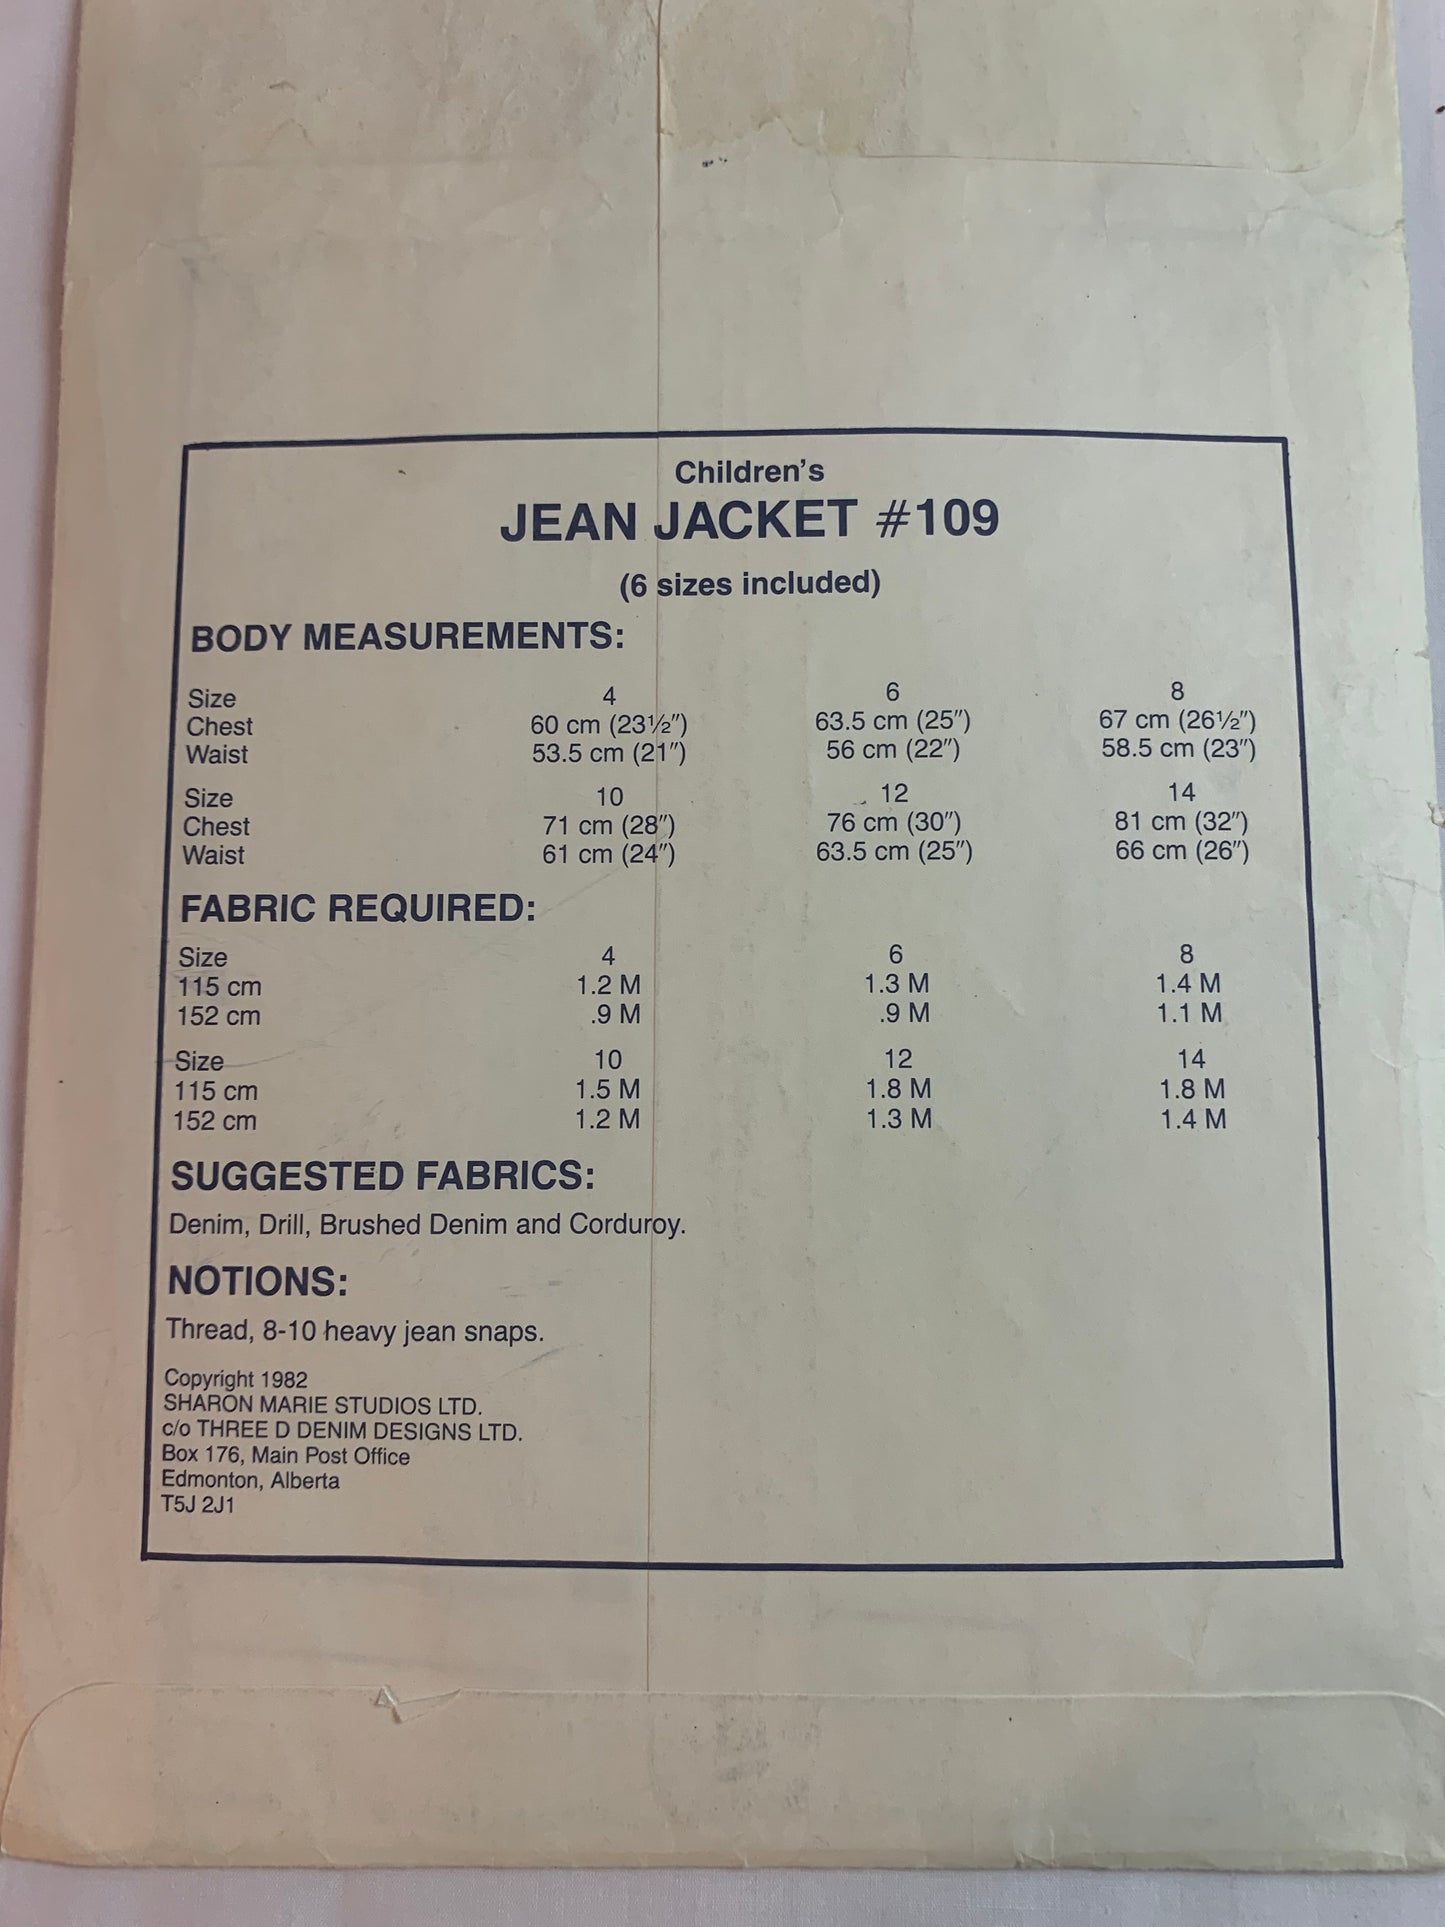 Children's
JEAN JACKET #109
(6 sizes included)
BODY MEASUREMENTS:
Size 4 6 8
Chest 60 cm (23½″) 63.5 cm (25″) 67 cm (26½″)
Waist 53.5 cm (21″) 56 cm (22″) 58.5 cm (23″)
Size 10 12 14
Chest 71 cm (28″) 76 cm (30″) 81 cm (32″)
Waist 61 cm (24″) 63.5 cm (25″) 66 cm (26″)
FABRIC REQUIRED:
Size 4 6 8
115 cm 1.2 M 1.3 M 1.4 M
152 cm .9 M .9 M 1.1 M
Size 10 12 14
115 cm 1.5 M 1.8 M 1.8 M
152 cm 1.2 M 1.3 M 1.4 M
SUGGESTED FABRICS:
Denim, Drill, Brushed Denim and Corduroy.
NOTIONS:
Thread, 8-10 heavy jean snaps.
Copyright 1982
SHARON MARIE STUDIOS LTD.
c/o THREE D DENIM DESIGNS LTD.
Box 176, Main Post Office
Edmonton, Alberta
T5J 2J1